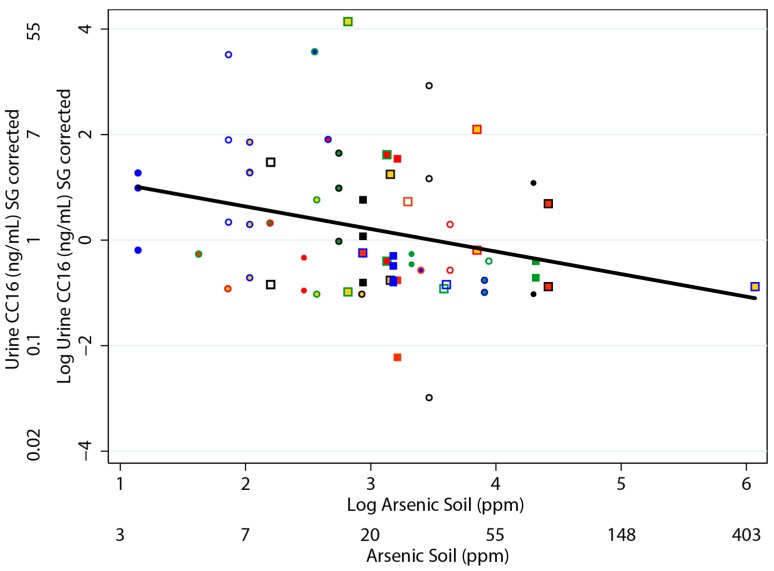 Urine CC16 (ng/mL) SG corrected
55
7
1
0.1
0.02
Log Urine CC16 (ng/mL) SG corrected
4
2
0
−2
−4
1 2 3 4 5 6
Log Arsenic Soil (ppm)
3 7 20 55 148 403
Arsenic Soil (ppm)